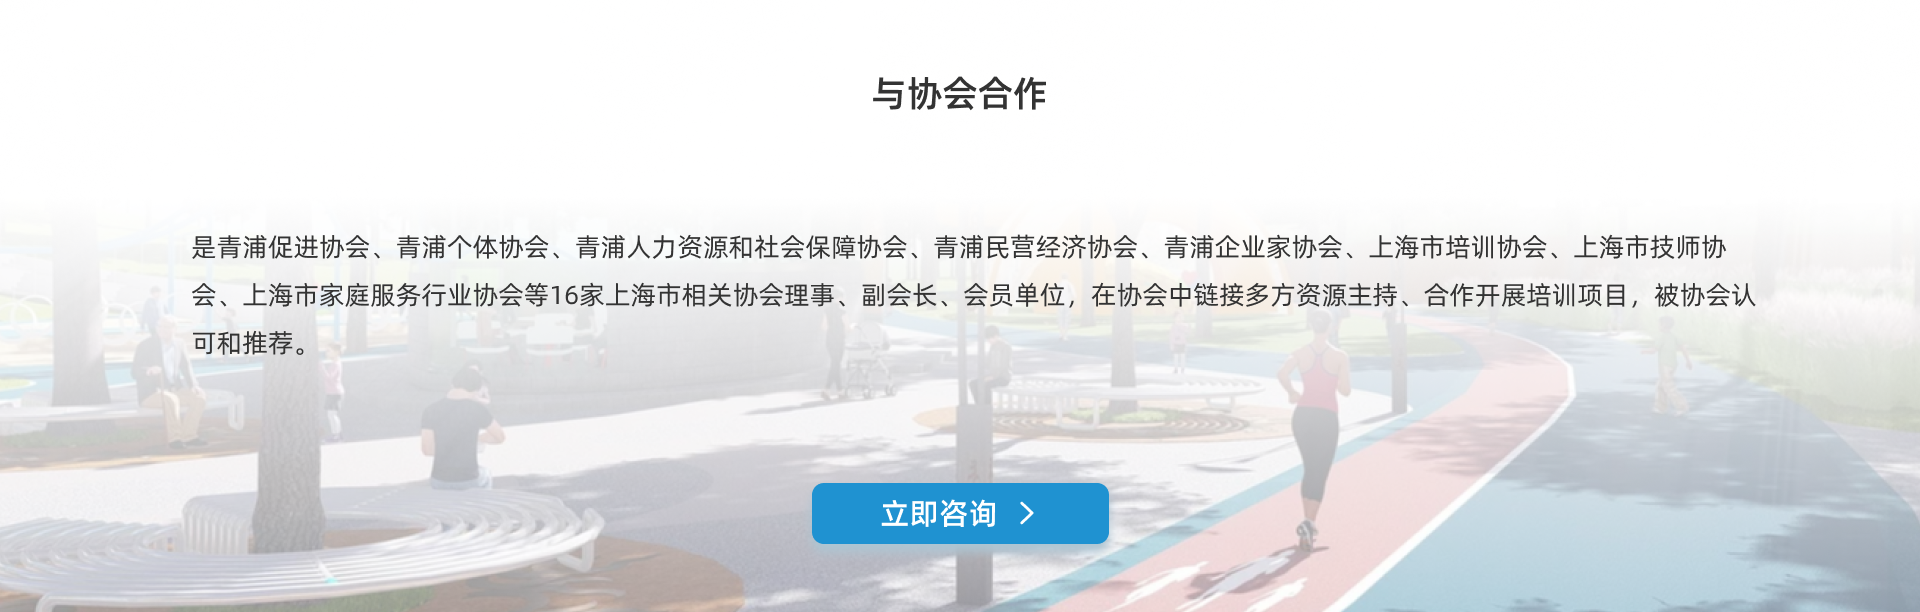 与协会合作
是青浦促进协会、青浦个体协会、青浦人力资源和社会保障协会、青浦民营经济协会、青浦企业家协会、上海市培训协会、上海市技师协
会、上海市家庭服务行业协会等16家上海市相关协会理事、副会长、会员单位，在协会中链接多方资源主持、合作开展培训项目，被协会认
可和推荐。
立即咨询